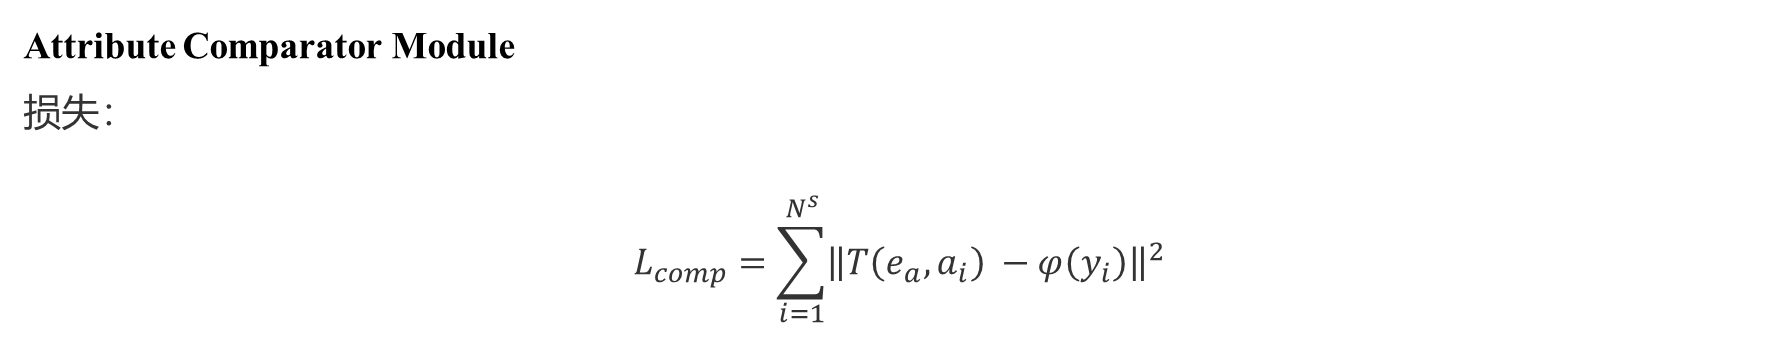 Attribute Comparator Module
损失：
$L_{comp} = \sum_{i=1}^{N^s} \|T(e_a, a_i) - \varphi(y_i)\|^2$